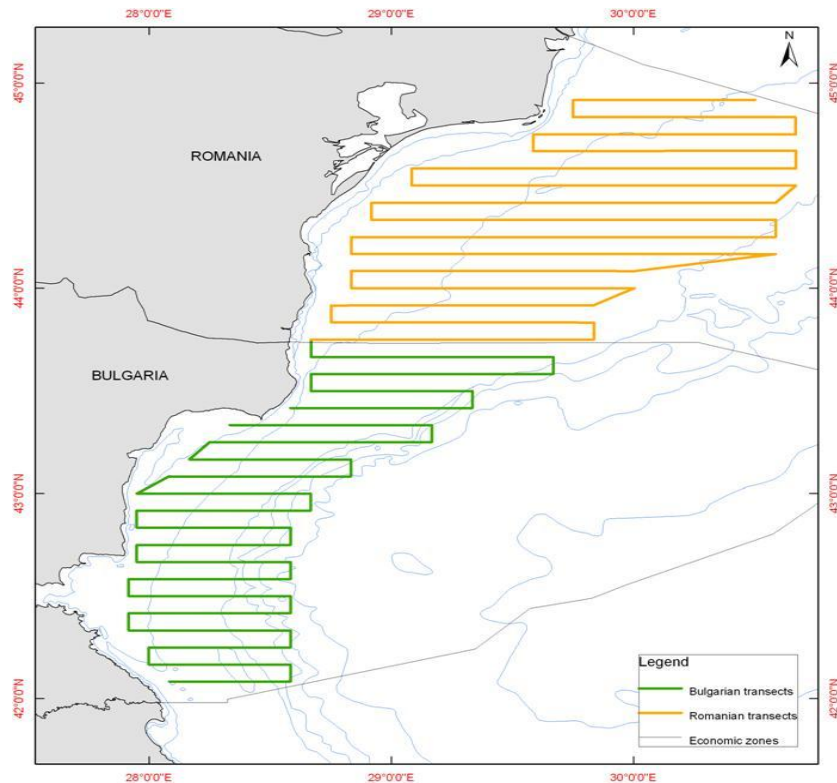 28°0'0"E 29°0'0"E 30°0'0"E
N
45°0'0"N 45°0'0"N
ROMANIA
44°0'0"N 44°0'0"N
BULGARIA
43°0'0"N 43°0'0"N
Legend
Bulgarian transects
Romanian transects
Economic zones
42°0'0"N 42°0'0"N
28°0'0"E 29°0'0"E 30°0'0"E